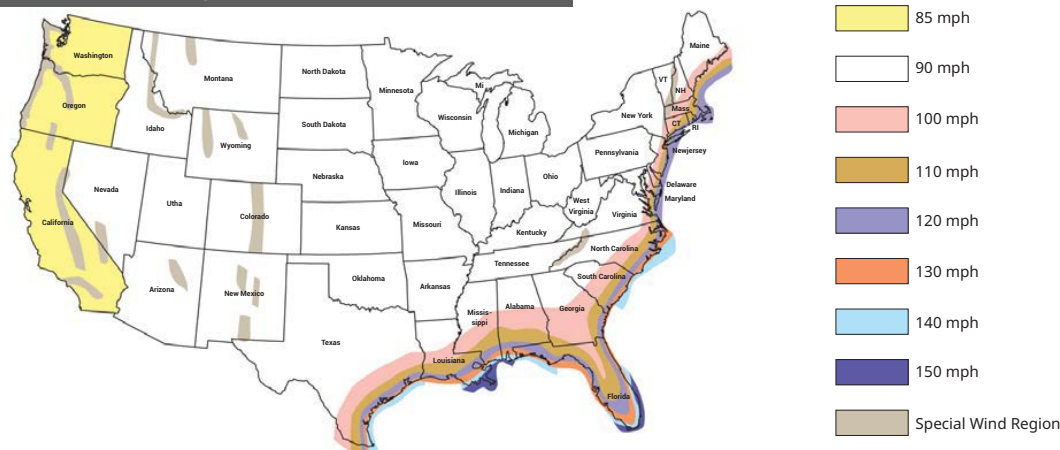 Washington
Oregon
California
Nevada
Idaho
Montana
Wyoming
Utha
Colorado
Arizona
New Mexico
North Dakota
South Dakota
Nebraska
Kansas
Oklahoma
Texas
Minnesota
Iowa
Missouri
Arkansas
Louisiana
Wisconsin
Mi
Michigan
Illinois
Indiana
Ohio
Kentucky
Tennessee
Missis-
sippi
Alabama
Georgia
Florida
South Carolina
North Carolina
Virginia
West
Virginia
Pennsylvania
New York
VT
NH
Maine
Mass
CT
RI
Newjersey
Delaware
Maryland
85 mph
90 mph
100 mph
110 mph
120 mph
130 mph
140 mph
150 mph
Special Wind Region